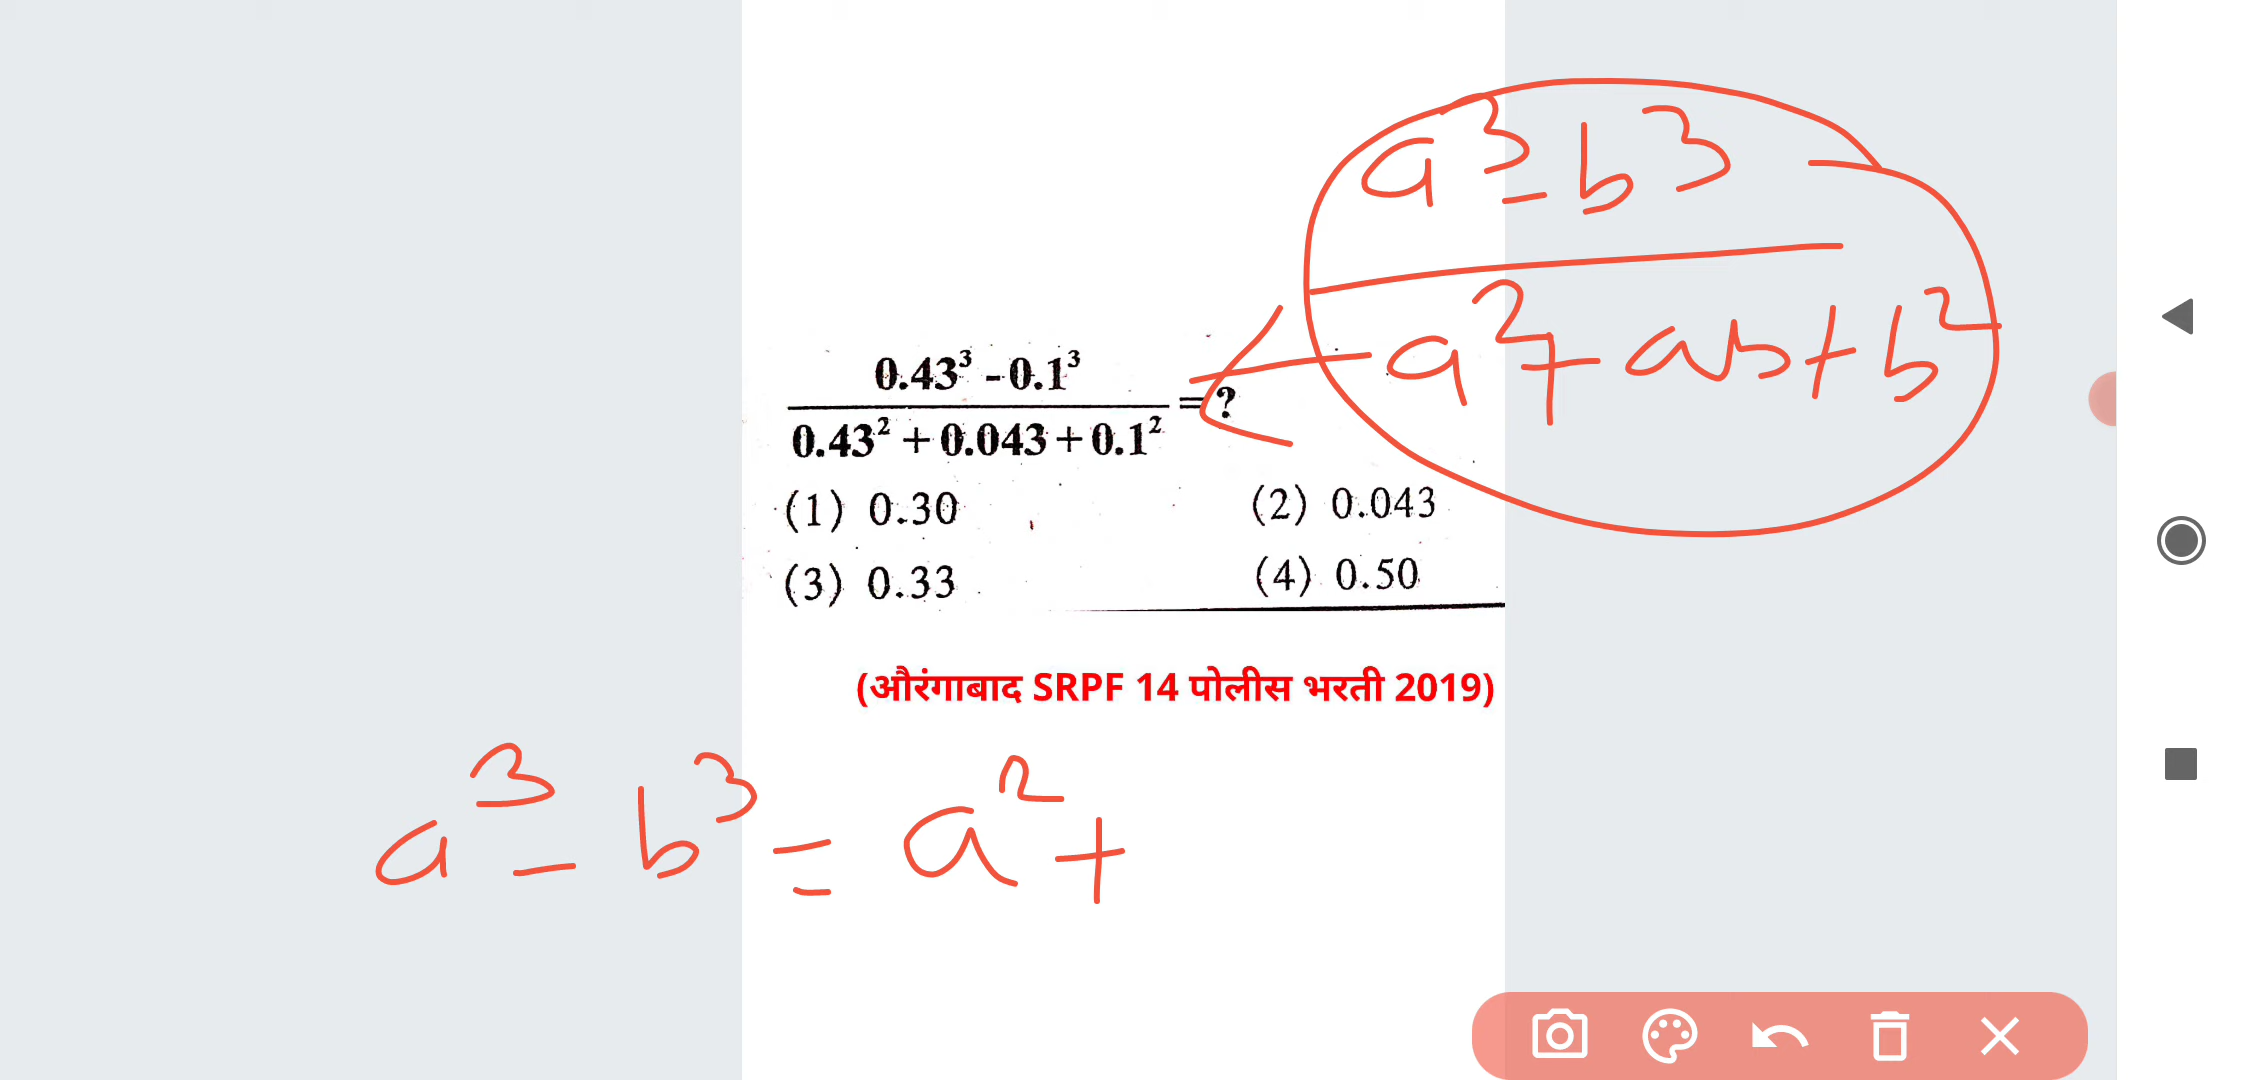 a³ - b³
a² + ab + b²
0.43³ - 0.1³
0.43² + 0.043 + 0.1² = ?
(1) 0.30 (2) 0.043
(3) 0.33 (4) 0.50
(औरंगाबाद SRPF 14 पोलीस भरती 2019)
a³ - b³ = a² +